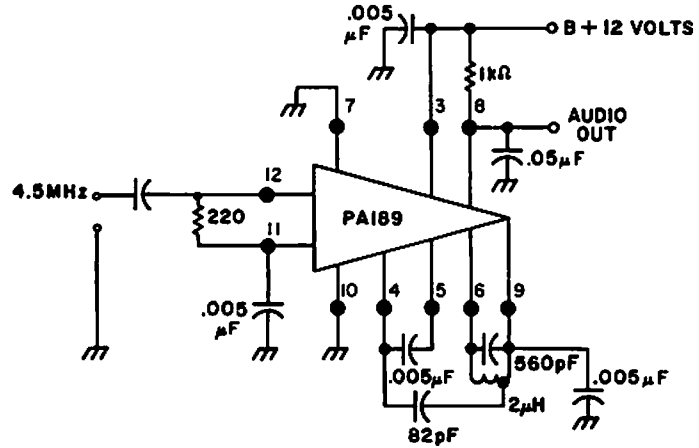 .005
μF
B + 12 VOLTS
1kΩ
7
3
8
AUDIO
OUT
.05μF
4.5MHz
12
220
11
PA189
.005
μF
10
4
5
6
9
.005μF
560pF
.005μF
2μH
82pF